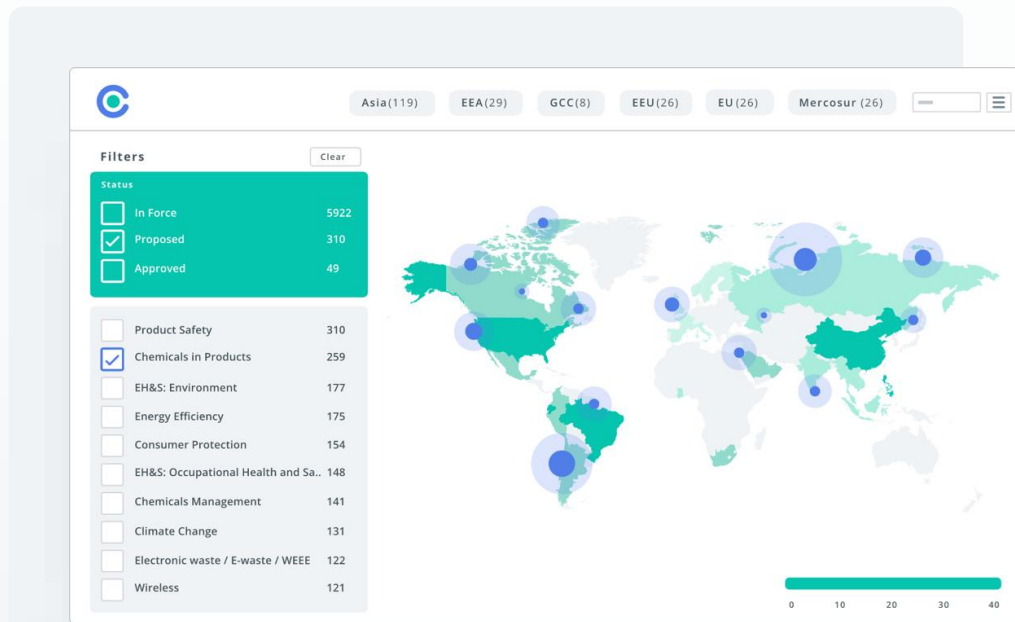 Asia(119) EEA(29) GCC(8) EEU(26) EU(26) Mercosur (26)
Filters Clear
Status
In Force 5922
Proposed 310
Approved 49
Product Safety 310
Chemicals in Products 259
EH&S: Environment 177
Energy Efficiency 175
Consumer Protection 154
EH&S: Occupational Health and Sa.. 148
Chemicals Management 141
Climate Change 131
Electronic waste / E-waste / WEEE 122
Wireless 121
0 10 20 30 40